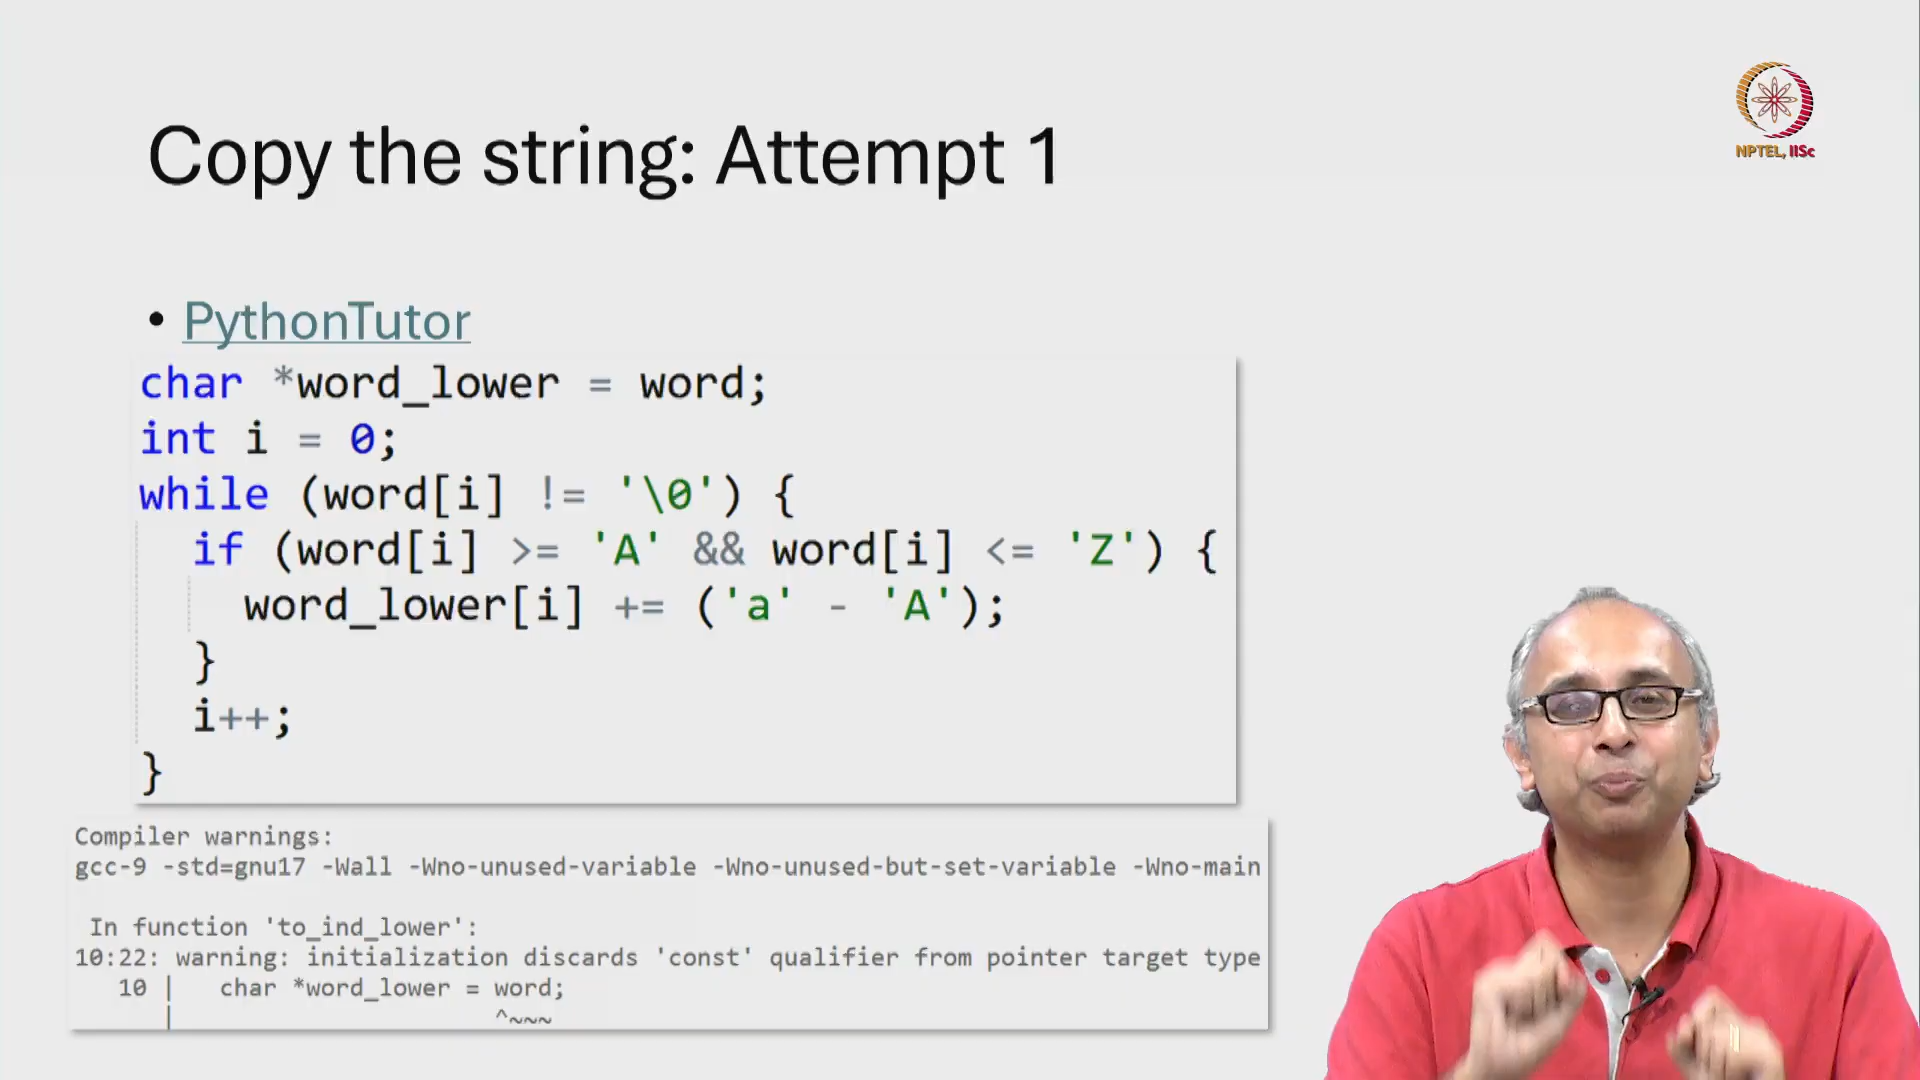 Copy the string: Attempt 1
NPTEL, IISc
• PythonTutor
char *word_lower = word;
int i = 0;
while (word[i] != '\0') {
  if (word[i] >= 'A' && word[i] <= 'Z') {
    word_lower[i] += ('a' - 'A');
  }
  i++;
}
Compiler warnings:
gcc-9 -std=gnu17 -Wall -Wno-unused-variable -Wno-unused-but-set-variable -Wno-main
In function 'to_ind_lower':
10:22: warning: initialization discards 'const' qualifier from pointer target type
10 |   char *word_lower = word;
|                      ^~~~